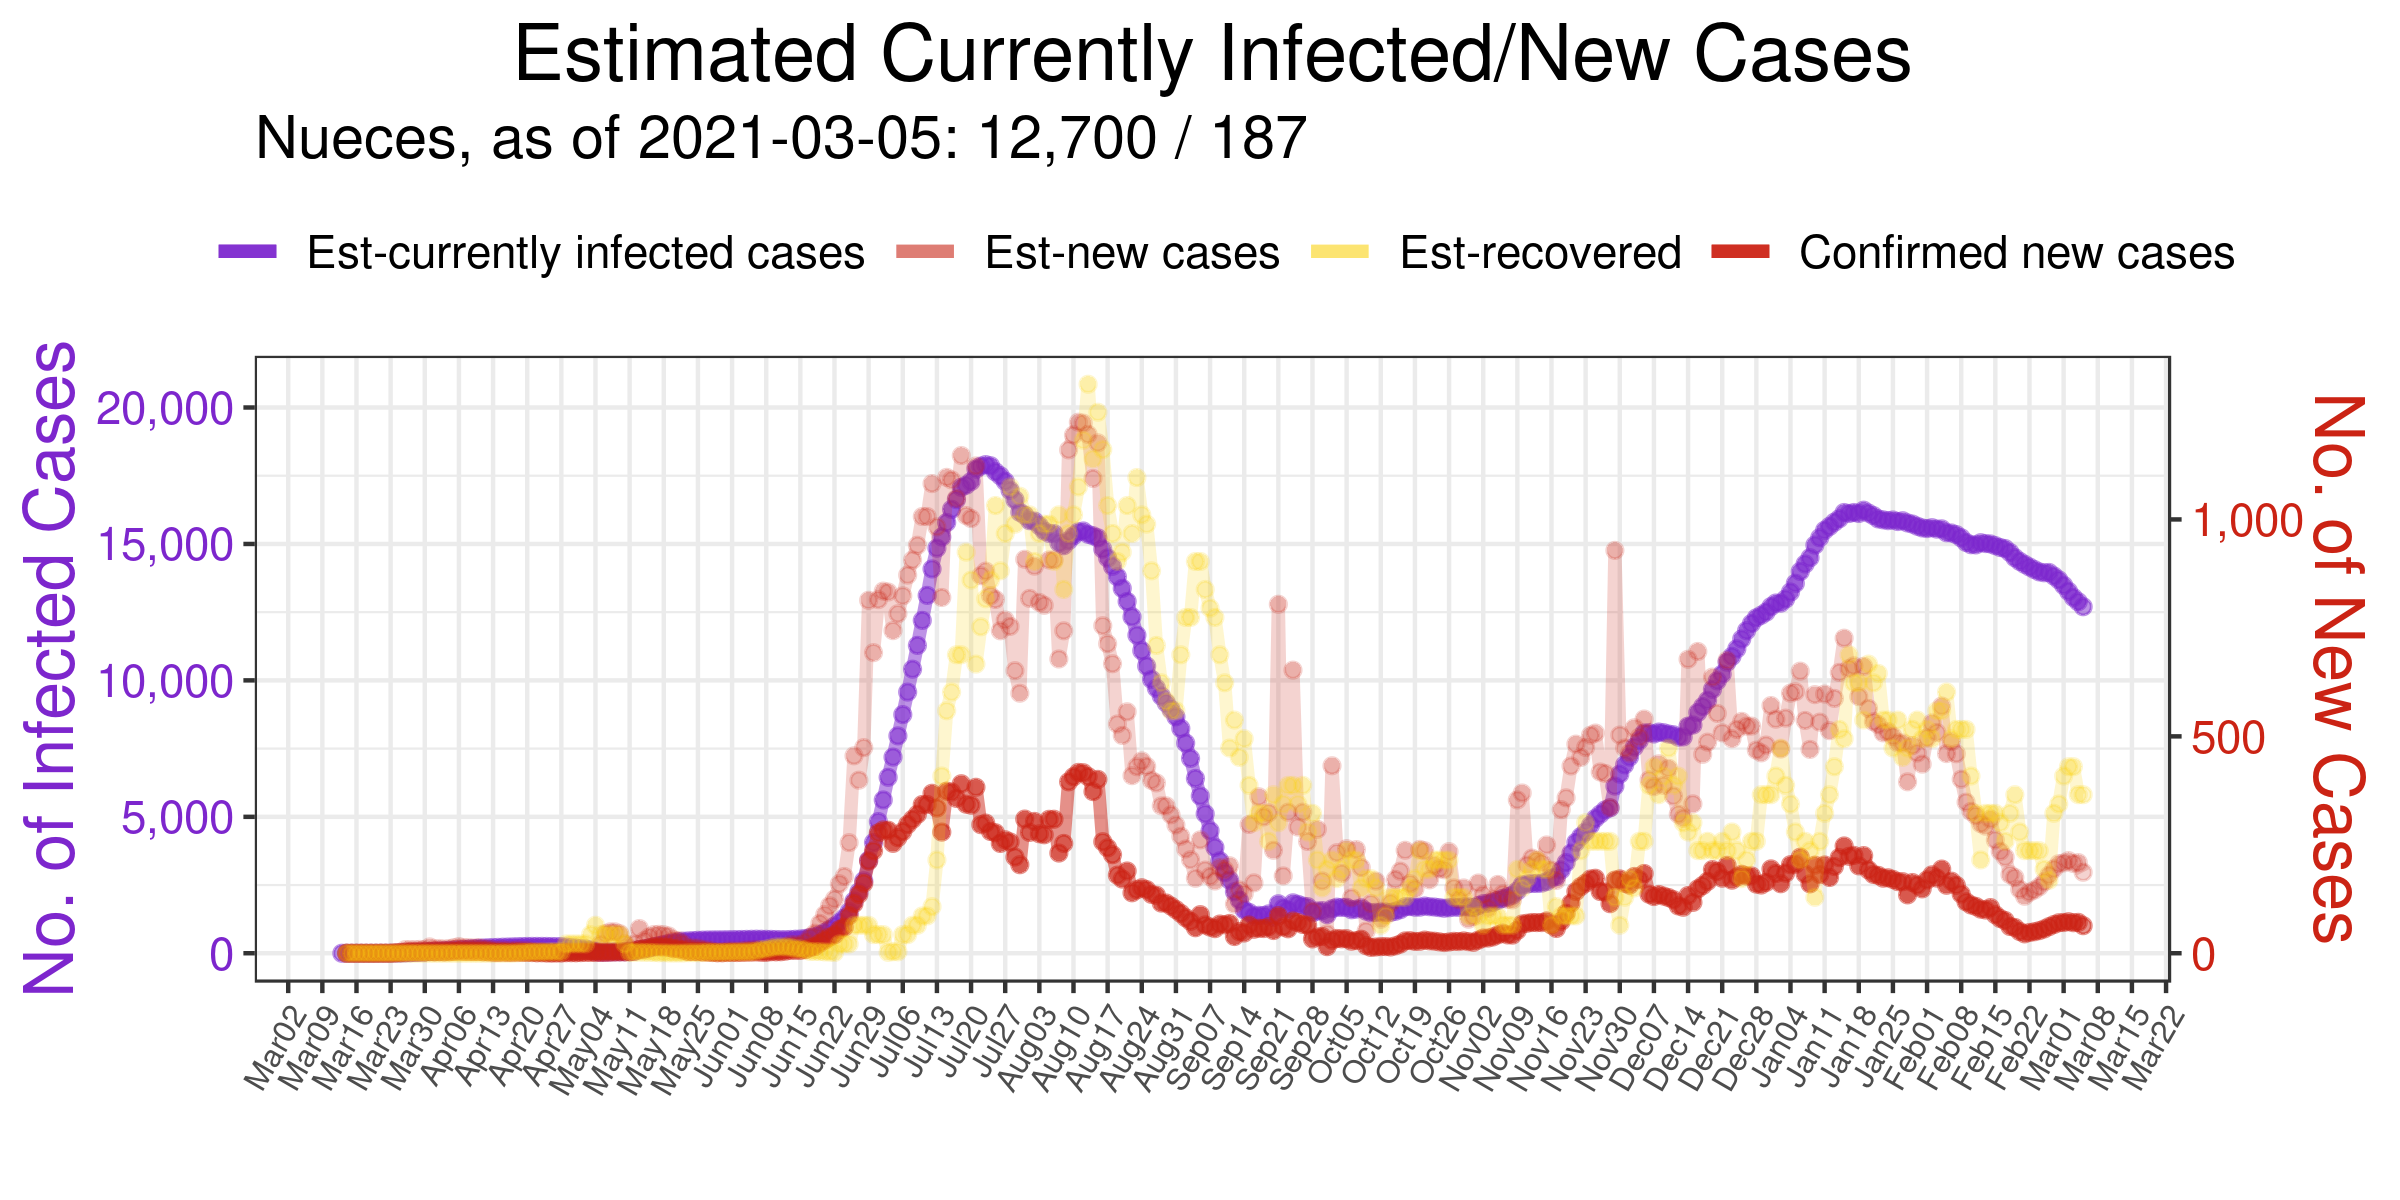 Estimated Currently Infected/New Cases
Nueces, as of 2021-03-05: 12,700 / 187
Est-currently infected cases Est-new cases Est-recovered Confirmed new cases
No. of Infected Cases
20,000
15,000
10,000
5,000
0
No. of New Cases
1,000
500
0
Mar02 Mar09 Mar16 Mar23 Mar30 Apr06 Apr13 Apr20 Apr27 May04 May11 May18 May25 Jun01 Jun08 Jun15 Jun22 Jun29 Jul06 Jul13 Jul20 Jul27 Aug03 Aug10 Aug17 Aug24 Aug31 Sep07 Sep14 Sep21 Sep28 Oct05 Oct12 Oct19 Oct26 Nov02 Nov09 Nov16 Nov23 Nov30 Dec07 Dec14 Dec21 Dec28 Jan04 Jan11 Jan18 Jan25 Feb01 Feb08 Feb15 Feb22 Mar01 Mar08 Mar15 Mar22